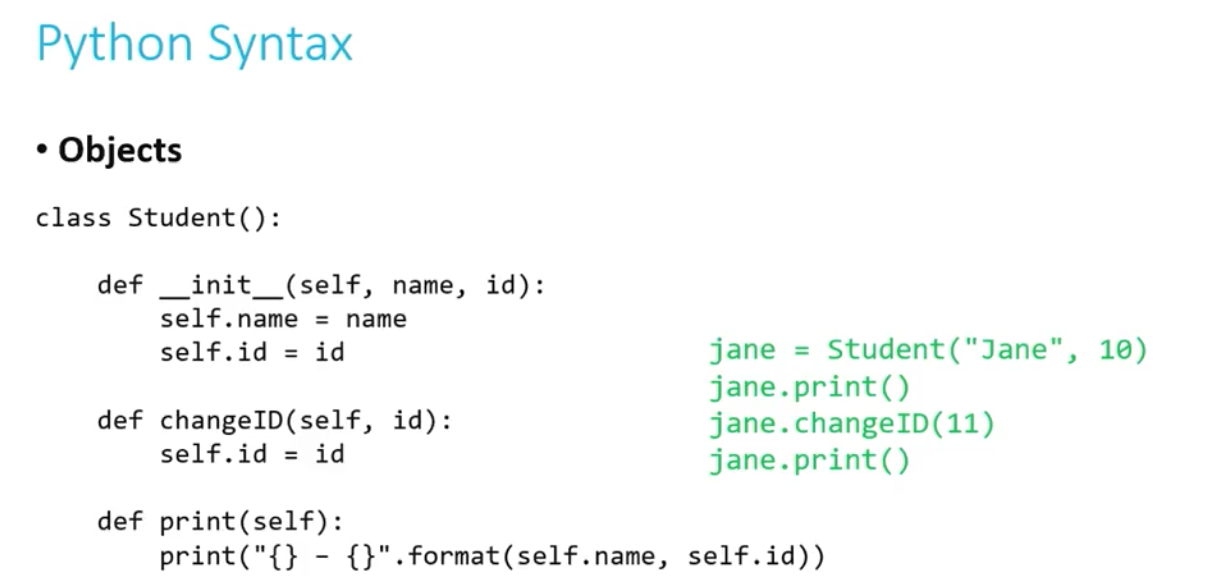 Python Syntax
• Objects
class Student():
    def __init__(self, name, id):
        self.name = name
        self.id = id
    def changeID(self, id):
        self.id = id
    def print(self):
        print("{} – {}".format(self.name, self.id))
jane = Student("Jane", 10)
jane.print()
jane.changeID(11)
jane.print()